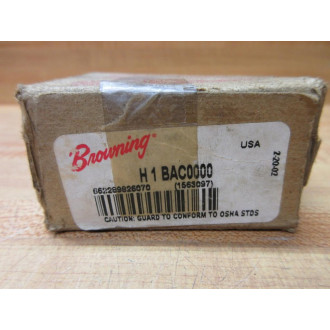 Browning
USA
H 1 BAC0000
2-20-02
662289826070 (1553097)
CAUTION: GUARD TO CONFORM TO OSHA STDS